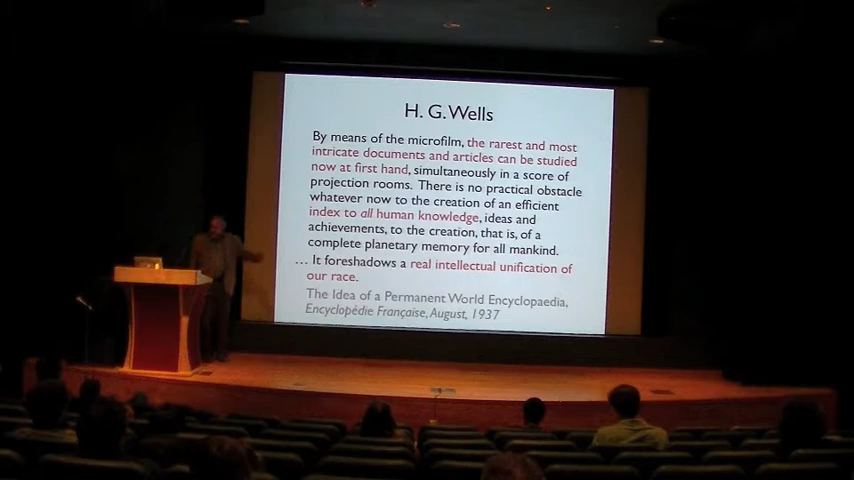 H. G. Wells
By means of the microfilm, the rarest and most
intricate documents and articles can be studied
now at first hand, simultaneously in a score of
projection rooms. There is no practical obstacle
whatever now to the creation of an efficient
index to all human knowledge, ideas and
achievements, to the creation, that is, of a
complete planetary memory for all mankind.
… It foreshadows a real intellectual unification of
our race.
The Idea of a Permanent World Encyclopaedia,
Encyclopédie Française, August, 1937